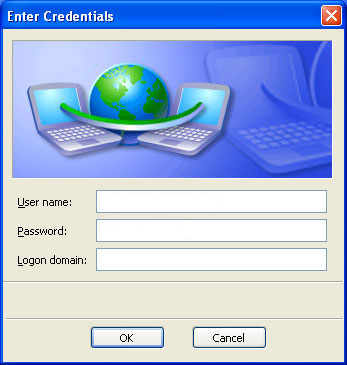 Enter Credentials
User name:
Password:
Logon domain:
OK Cancel